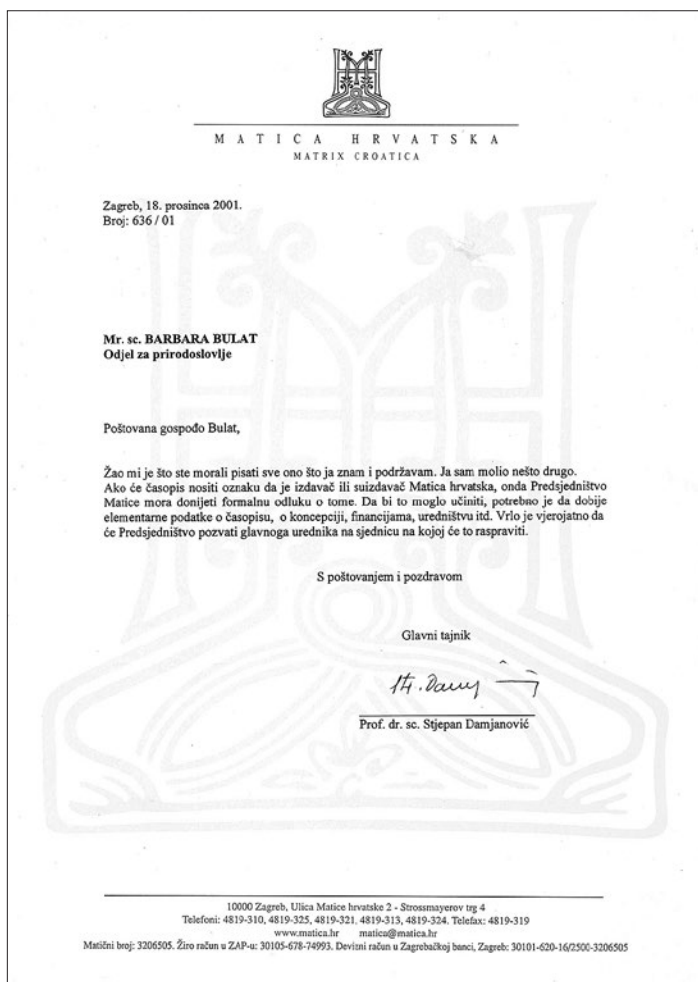 MATICA HRVATSKA
MATRIX CROATICA
Zagreb, 18. prosinca 2001.
Broj: 636 / 01
Mr. sc. BARBARA BULAT
Odjel za prirodoslovlje
Poštovana gospođo Bulat,
Žao mi je što ste morali pisati sve ono što ja znam i podržavam. Ja sam molio nešto drugo.
Ako će časopis nositi oznaku da je izdavač ili suizdavač Matica hrvatska, onda Predsjedništvo
Matice mora donijeti formalnu odluku o tome. Da bi to moglo učiniti, potrebno je da dobije
elementarne podatke o časopisu, o koncepciji, financijama, uredništvu itd. Vrlo je vjerojatno da
će Predsjedništvo pozvati glavnoga urednika na sjednicu na kojoj će to raspraviti.
S poštovanjem i pozdravom
Glavni tajnik
Prof. dr. sc. Stjepan Damjanović
10000 Zagreb, Ulica Matice hrvatske 2 - Strossmayerov trg 4
Telefoni: 4819-310, 4819-325, 4819-321, 4819-313, 4819-324. Telefax: 4819-319
www.matica.hr matica@matica.hr
Matični broj: 3206505. Žiro račun u ZAP-u: 30105-678-74993. Devizni račun u Zagrebačkoj banci, Zagreb: 30101-620-16/2500-3206505